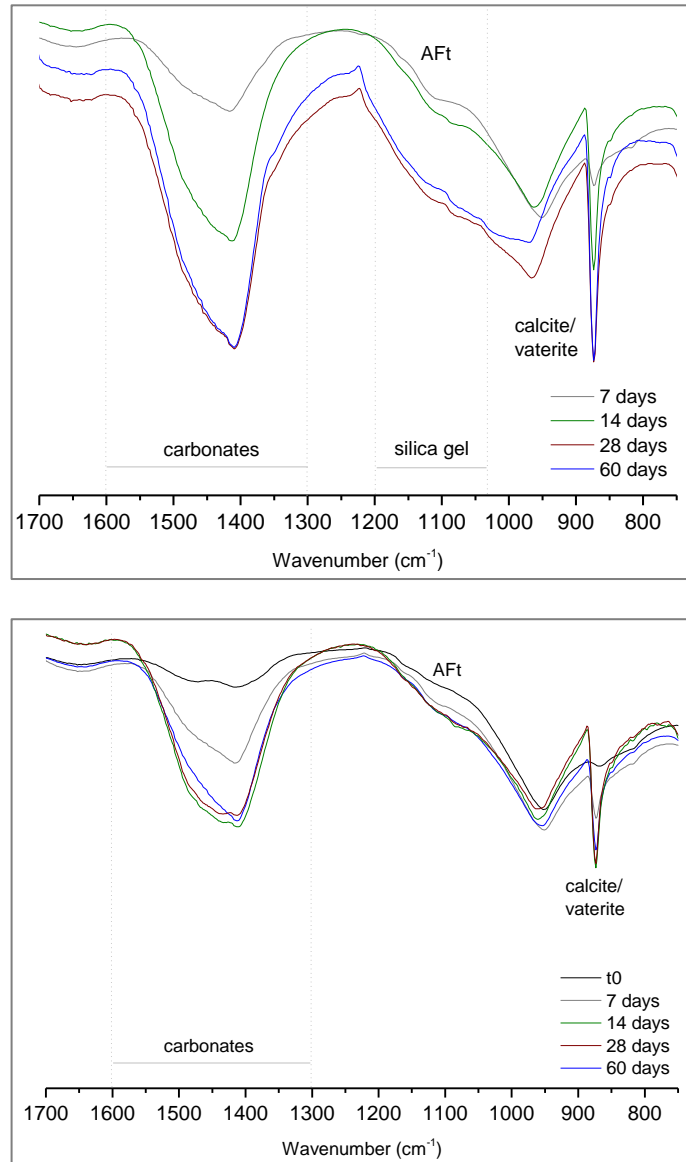 AFt
calcite/
vaterite
7 days
14 days
28 days
60 days
carbonates
silica gel
1700 1600 1500 1400 1300 1200 1100 1000 900 800
Wavenumber (cm⁻¹)
AFt
calcite/
vaterite
t0
7 days
14 days
28 days
60 days
carbonates
1700 1600 1500 1400 1300 1200 1100 1000 900 800
Wavenumber (cm⁻¹)